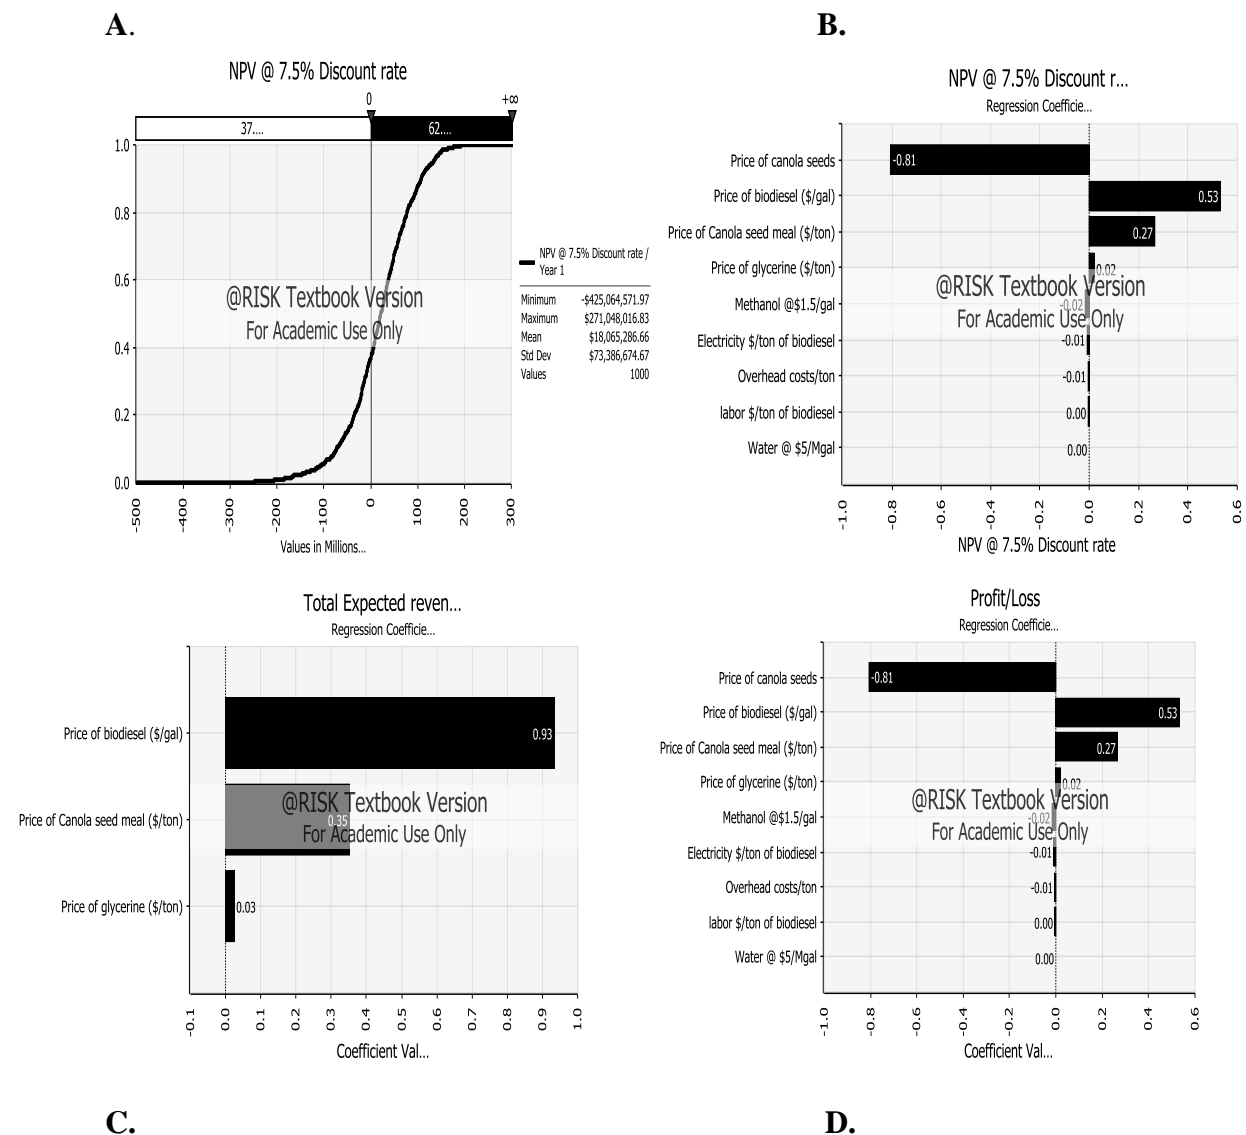 A.
NPV @ 7.5% Discount rate
0
+∞
37....
62....
1.0
0.8
0.6
0.4
0.2
0.0
-500
-400
-300
-200
-100
0
100
200
300
Values in Millions...
@RISK Textbook Version
For Academic Use Only
NPV @ 7.5% Discount rate /
Year 1
Minimum -$425,064,571.97
Maximum $271,048,016.83
Mean $18,065,286.66
Std Dev $73,386,674.67
Values 1000
B.
NPV @ 7.5% Discount r...
Regression Coefficie...
Price of canola seeds -0.81
Price of biodiesel ($/gal) 0.53
Price of Canola seed meal ($/ton) 0.27
Price of glycerine ($/ton) 0.02
Methanol @$1.5/gal -0.02
Electricity $/ton of biodiesel -0.01
Overhead costs/ton -0.01
labor $/ton of biodiesel 0.00
Water @ $5/Mgal 0.00
@RISK Textbook Version
For Academic Use Only
-1.0
-0.8
-0.6
-0.4
-0.2
0.0
0.2
0.4
0.6
NPV @ 7.5% Discount rate
Total Expected reven...
Regression Coefficie...
Price of biodiesel ($/gal) 0.93
Price of Canola seed meal ($/ton) 0.35
Price of glycerine ($/ton) 0.03
@RISK Textbook Version
For Academic Use Only
-0.1
0.0
0.1
0.2
0.3
0.4
0.5
0.6
0.7
0.8
0.9
1.0
Coefficient Val...
C.
Profit/Loss
Regression Coefficie...
Price of canola seeds -0.81
Price of biodiesel ($/gal) 0.53
Price of Canola seed meal ($/ton) 0.27
Price of glycerine ($/ton) 0.02
Methanol @$1.5/gal -0.02
Electricity $/ton of biodiesel -0.01
Overhead costs/ton -0.01
labor $/ton of biodiesel 0.00
Water @ $5/Mgal 0.00
@RISK Textbook Version
For Academic Use Only
-1.0
-0.8
-0.6
-0.4
-0.2
0.0
0.2
0.4
0.6
Coefficient Val...
D.